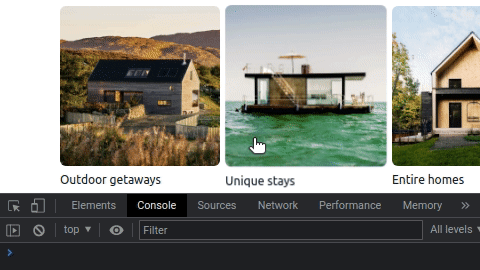 Outdoor getaways
Unique stays
Entire homes
Elements Console Sources Network Performance Memory »
top ▼ Filter All levels
>